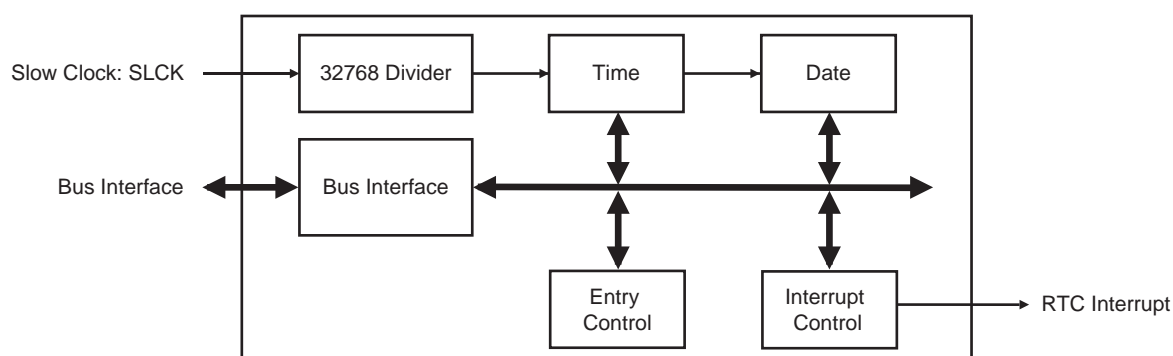 Slow Clock: SLCK
32768 Divider
Time
Date
Bus Interface
Bus Interface
Entry
Control
Interrupt
Control
RTC Interrupt